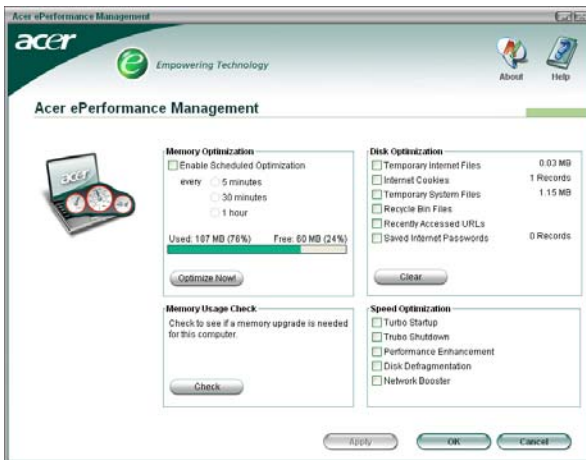 Acer ePerformance Management
acer
e Empowering Technology
About
Help
Acer ePerformance Management
acer
Memory Optimization
Enable Scheduled Optimization
every 5 minutes
30 minutes
1 hour
Used: 107 MB (76%) Free: 60 MB (24%)
Optimize Now!
Disk Optimization
Temporary Internet Files 0.03 MB
Internet Cookies 1 Records
Temporary System Files 1.15 MB
Recycle Bin Files
Recently Accessed URLs
Saved Internet Passwords 0 Records
Clear
Memory Usage Check
Check to see if a memory upgrade is needed
for this computer.
Check
Speed Optimization
Turbo Startup
Trubo Shutdown
Performance Enhancement
Disk Defragmentation
Network Booster
Apply
OK
Cancel